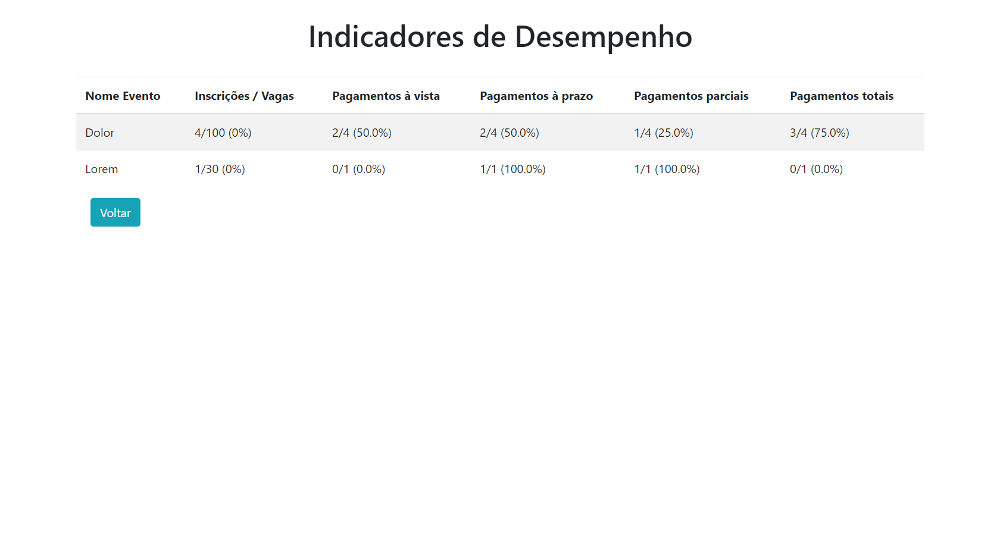 Indicadores de Desempenho
Nome Evento Inscrições / Vagas Pagamentos à vista Pagamentos à prazo Pagamentos parciais Pagamentos totais
Dolor 4/100 (0%) 2/4 (50.0%) 2/4 (50.0%) 1/4 (25.0%) 3/4 (75.0%)
Lorem 1/30 (0%) 0/1 (0.0%) 1/1 (100.0%) 1/1 (100.0%) 0/1 (0.0%)
Voltar